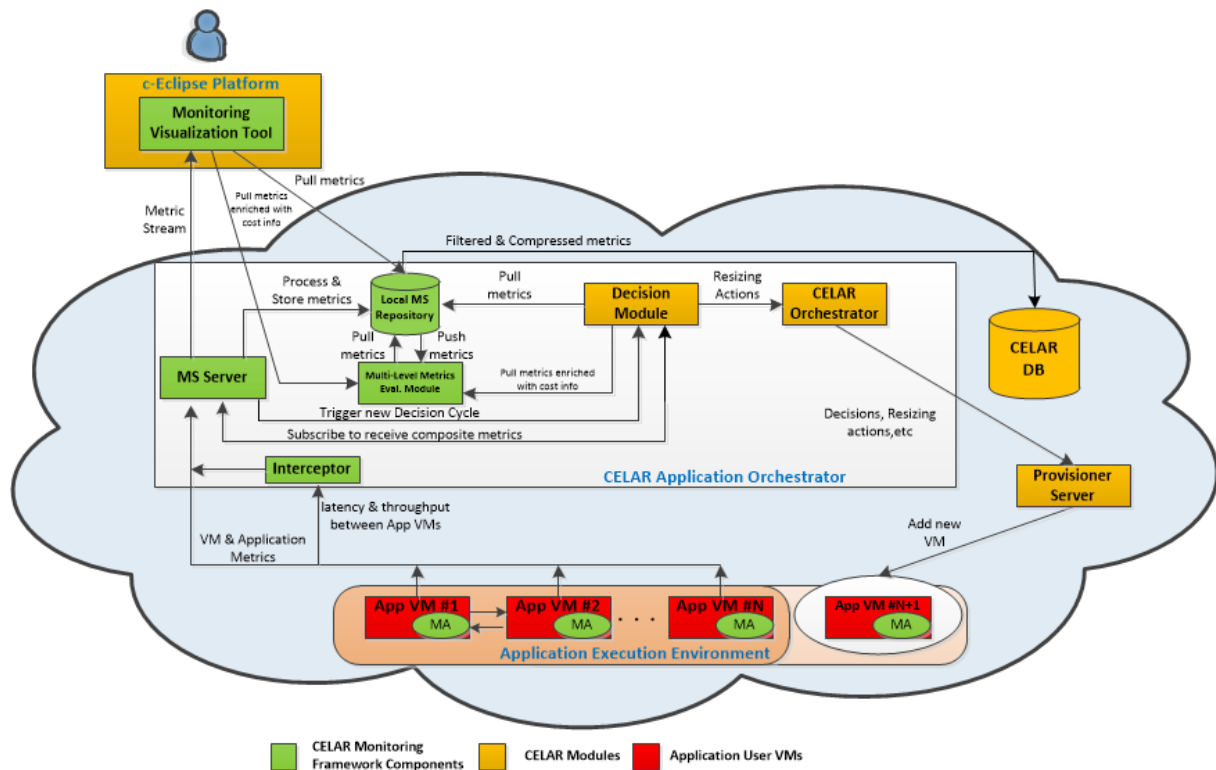 c-Eclipse Platform
Monitoring
Visualization Tool
Pull metrics
Pull metrics
enriched with
cost info
Metric
Stream
Filtered & Compressed metrics
Process &
Store metrics
Local MS
Repository
Pull
metrics
Decision
Module
Resizing
Actions
CELAR
Orchestrator
CELAR
DB
Pull
metrics
Push
metrics
MS Server
Multi-Level Metrics
Eval. Module
Pull metrics enriched
with cost info
Trigger new Decision Cycle
Subscribe to receive composite metrics
Decisions, Resizing
actions,etc
Interceptor
CELAR Application Orchestrator
Provisioner
Server
latency & throughput
between App VMs
VM & Application
Metrics
Add new
VM
App VM #1
MA
App VM #2
MA
. . .
App VM #N
MA
App VM #N+1
MA
Application Execution Environment
CELAR Monitoring
Framework Components
CELAR Modules
Application User VMs